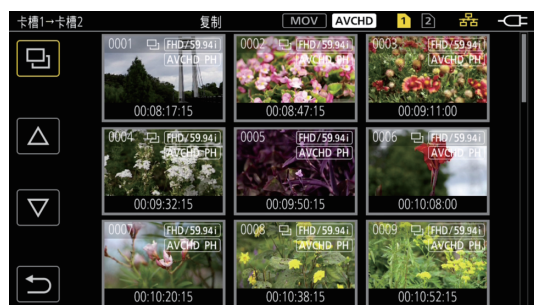 卡槽1→卡槽2 复制 MOV AVCHD 1 2
0001 FHD/59.94i AVCHD PH
00:08:17:15
0002 FHD/59.94i AVCHD PH
00:08:47:15
0003 FHD/59.94i AVCHD PH
00:09:11:00
0004 FHD/59.94i AVCHD PH
00:09:32:15
0005 FHD/59.94i AVCHD PH
00:09:50:15
0006 FHD/59.94i AVCHD PH
00:10:08:00
0007 FHD/59.94i AVCHD PH
00:10:20:15
0008 FHD/59.94i AVCHD PH
00:10:38:15
0009 FHD/59.94i AVCHD PH
00:10:52:15